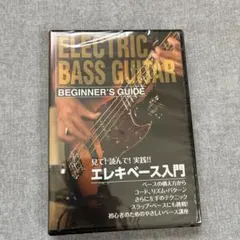 ELECTRIC
BASS GUITAR
BEGINNER'S GUIDE
見て!読んで!実践!!
エレキベース入門
ベースの構え方から
コード、リズム・パターン
さらに左手のテクニック
スラップ・ベースにも挑戦!
初心者のためのやさしいベース講座